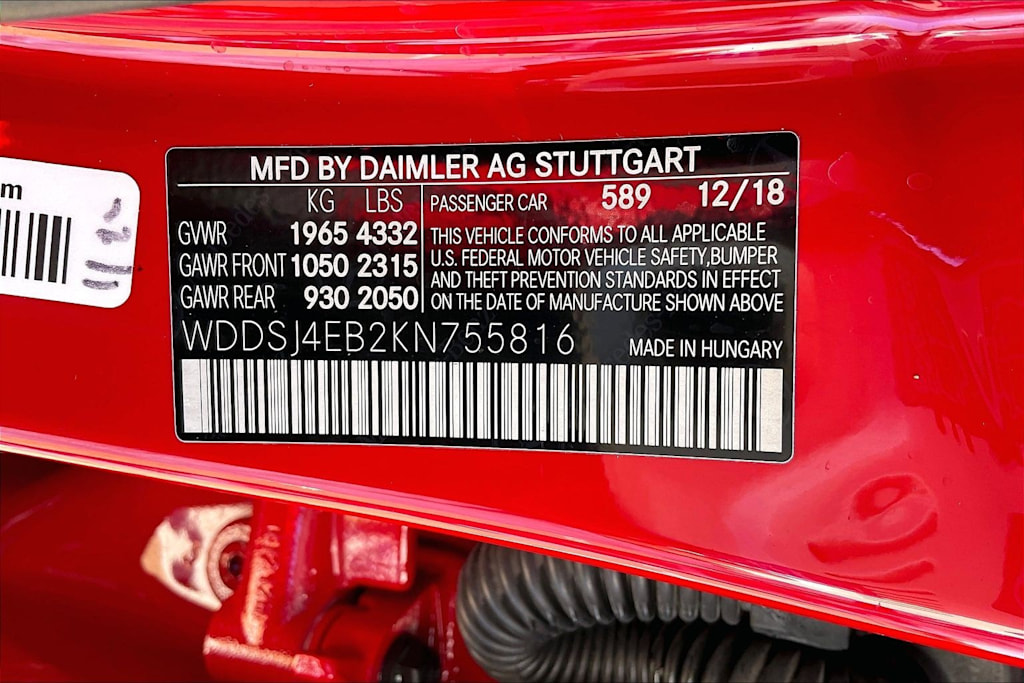 m
MFD BY DAIMLER AG STUTTGART
KG LBS
GVWR 1965 4332
GAWR FRONT 1050 2315
GAWR REAR 930 2050
PASSENGER CAR 589 12/18
THIS VEHICLE CONFORMS TO ALL APPLICABLE
U.S. FEDERAL MOTOR VEHICLE SAFETY,BUMPER
AND THEFT PREVENTION STANDARDS IN EFFECT
ON THE DATE OF MANUFACTURE SHOWN ABOVE
WDDSJ4EB2KN755816
MADE IN HUNGARY